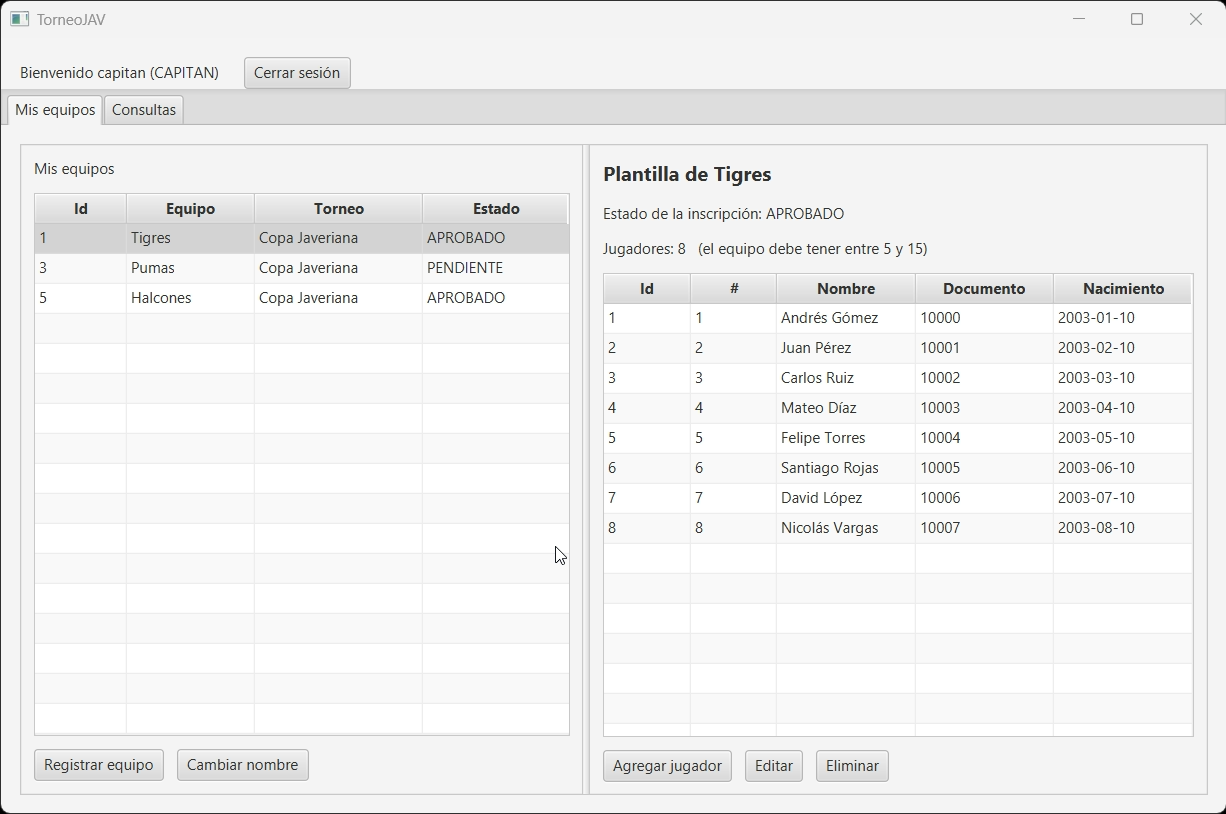 TorneoJAV
Bienvenido capitan (CAPITAN) Cerrar sesión
Mis equipos Consultas
Mis equipos
Id Equipo Torneo Estado
1 Tigres Copa Javeriana APROBADO
3 Pumas Copa Javeriana PENDIENTE
5 Halcones Copa Javeriana APROBADO
Registrar equipo Cambiar nombre
Plantilla de Tigres
Estado de la inscripción: APROBADO
Jugadores: 8 (el equipo debe tener entre 5 y 15)
Id # Nombre Documento Nacimiento
1 1 Andrés Gómez 10000 2003-01-10
2 2 Juan Pérez 10001 2003-02-10
3 3 Carlos Ruiz 10002 2003-03-10
4 4 Mateo Díaz 10003 2003-04-10
5 5 Felipe Torres 10004 2003-05-10
6 6 Santiago Rojas 10005 2003-06-10
7 7 David López 10006 2003-07-10
8 8 Nicolás Vargas 10007 2003-08-10
Agregar jugador Editar Eliminar